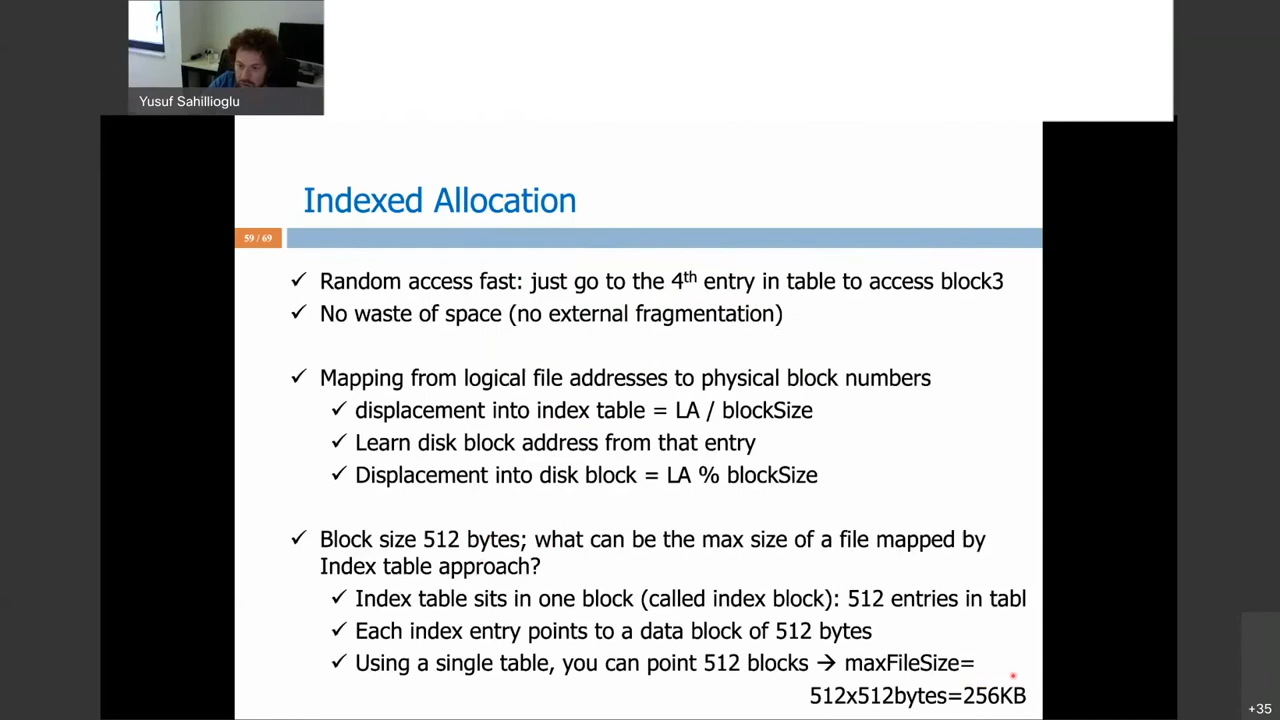 Yusuf Sahillioglu
Indexed Allocation
59 / 69
✓ Random access fast: just go to the 4th entry in table to access block3
✓ No waste of space (no external fragmentation)
✓ Mapping from logical file addresses to physical block numbers
✓ displacement into index table = LA / blockSize
✓ Learn disk block address from that entry
✓ Displacement into disk block = LA % blockSize
✓ Block size 512 bytes; what can be the max size of a file mapped by
Index table approach?
✓ Index table sits in one block (called index block): 512 entries in tabl
✓ Each index entry points to a data block of 512 bytes
✓ Using a single table, you can point 512 blocks → maxFileSize=
512x512bytes=256KB
+35